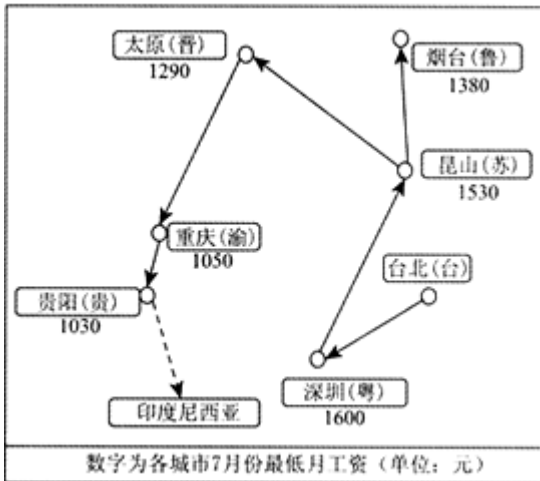 太原(晋)
1290
烟台(鲁)
1380
昆山(苏)
1530
重庆(渝)
1050
台北(台)
贵阳(贵)
1030
深圳(粤)
1600
印度尼西亚
数字为各城市7月份最低月工资（单位：元）